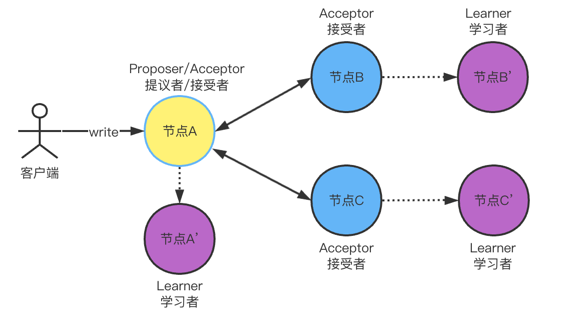 Acceptor
接受者
Learner
学习者
Proposer/Acceptor
提议者/接受者
节点B
节点B'
write
节点A
客户端
节点C
节点C'
节点A'
Acceptor
接受者
Learner
学习者
Learner
学习者